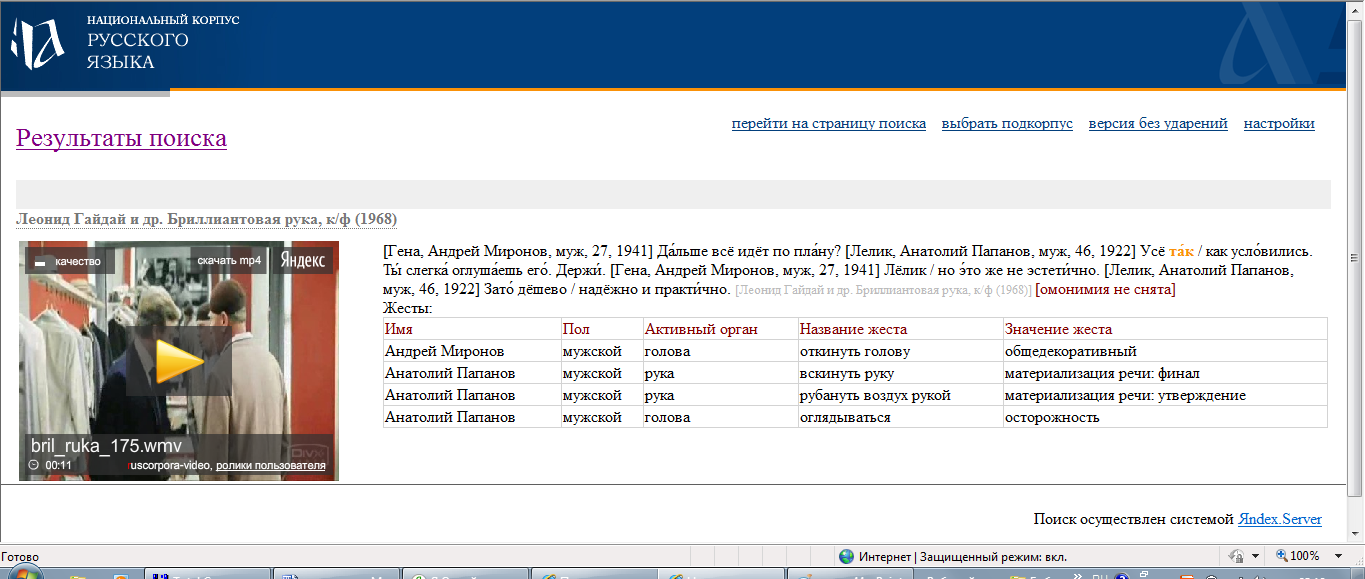 НАЦИОНАЛЬНЫЙ КОРПУС
РУССКОГО
ЯЗЫКА
перейти на страницу поиска выбрать подкорпус версия без ударений настройки
Результаты поиска
Леонид Гайдай и др. Бриллиантовая рука, к/ф (1968)
качество скачать mp4 Яндекс
bril_ruka_175.wmv
00:11 ruscorpora-video, ролики пользователя
[Гена, Андрей Миронов, муж, 27, 1941] Да́льше всё идёт по пла́ну? [Лелик, Анатолий Папанов, муж, 46, 1922] Усё та́к / как усло́вились.
Ты́ слегка́ оглуша́ешь его́. Держи́. [Гена, Андрей Миронов, муж, 27, 1941] Лёлик / но э́то же не эстети́чно. [Лелик, Анатолий Папанов,
муж, 46, 1922] Зато́ дёшево / надёжно и практи́чно. [Леонид Гайдай и др. Бриллиантовая рука, к/ф (1968)] [омонимия не снята]
Жесты:
Имя Пол Активный орган Название жеста Значение жеста
Андрей Миронов мужской голова откинуть голову общедекоративный
Анатолий Папанов мужской рука вскинуть руку материализация речи: финал
Анатолий Папанов мужской рука рубануть воздух рукой материализация речи: утверждение
Анатолий Папанов мужской голова оглядываться осторожность
Поиск осуществлен системой Яndex.Server
Готово Интернет | Защищенный режим: вкл. 100%